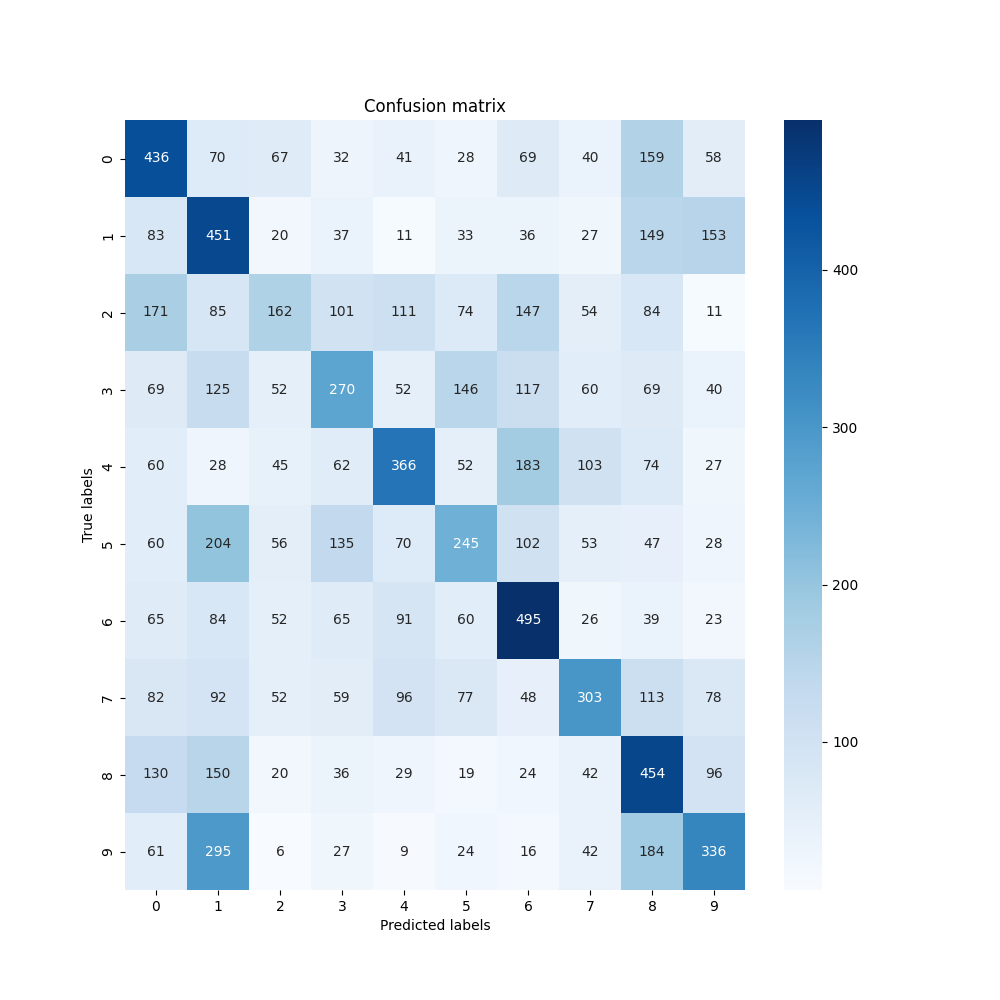 Confusion matrix
0 436 70 67 32 41 28 69 40 159 58
1 83 451 20 37 11 33 36 27 149 153
2 171 85 162 101 111 74 147 54 84 11
3 69 125 52 270 52 146 117 60 69 40
4 60 28 45 62 366 52 183 103 74 27
5 60 204 56 135 70 245 102 53 47 28
6 65 84 52 65 91 60 495 26 39 23
7 82 92 52 59 96 77 48 303 113 78
8 130 150 20 36 29 19 24 42 454 96
9 61 295 6 27 9 24 16 42 184 336
0 1 2 3 4 5 6 7 8 9
Predicted labels
True labels
400
300
200
100